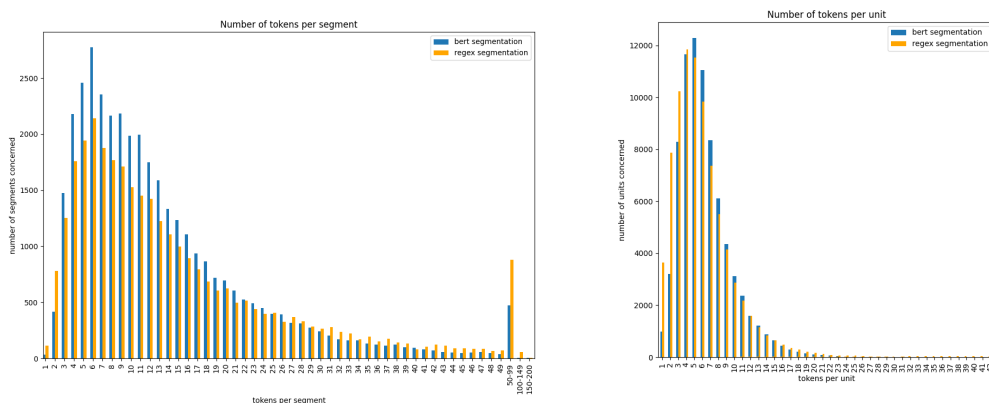 Number of tokens per segment
bert segmentation
regex segmentation
number of segments concerned
2500
2000
1500
1000
500
0
1 2 3 4 5 6 7 8 9 10 11 12 13 14 15 16 17 18 19 20 21 22 23 24 25 26 27 28 29 30 31 32 33 34 35 36 37 38 39 40 41 42 43 44 45 46 47 48 49 50-99 100-149 150-200
tokens per segment
Number of tokens per unit
bert segmentation
regex segmentation
number of units concerned
12000
10000
8000
6000
4000
2000
0
1 2 3 4 5 6 7 8 9 10 11 12 13 14 15 16 17 18 19 20 21 22 23 24 25 26 27 28 29 30 31 32 33 34 35 36 37 38 39 40 41
tokens per unit